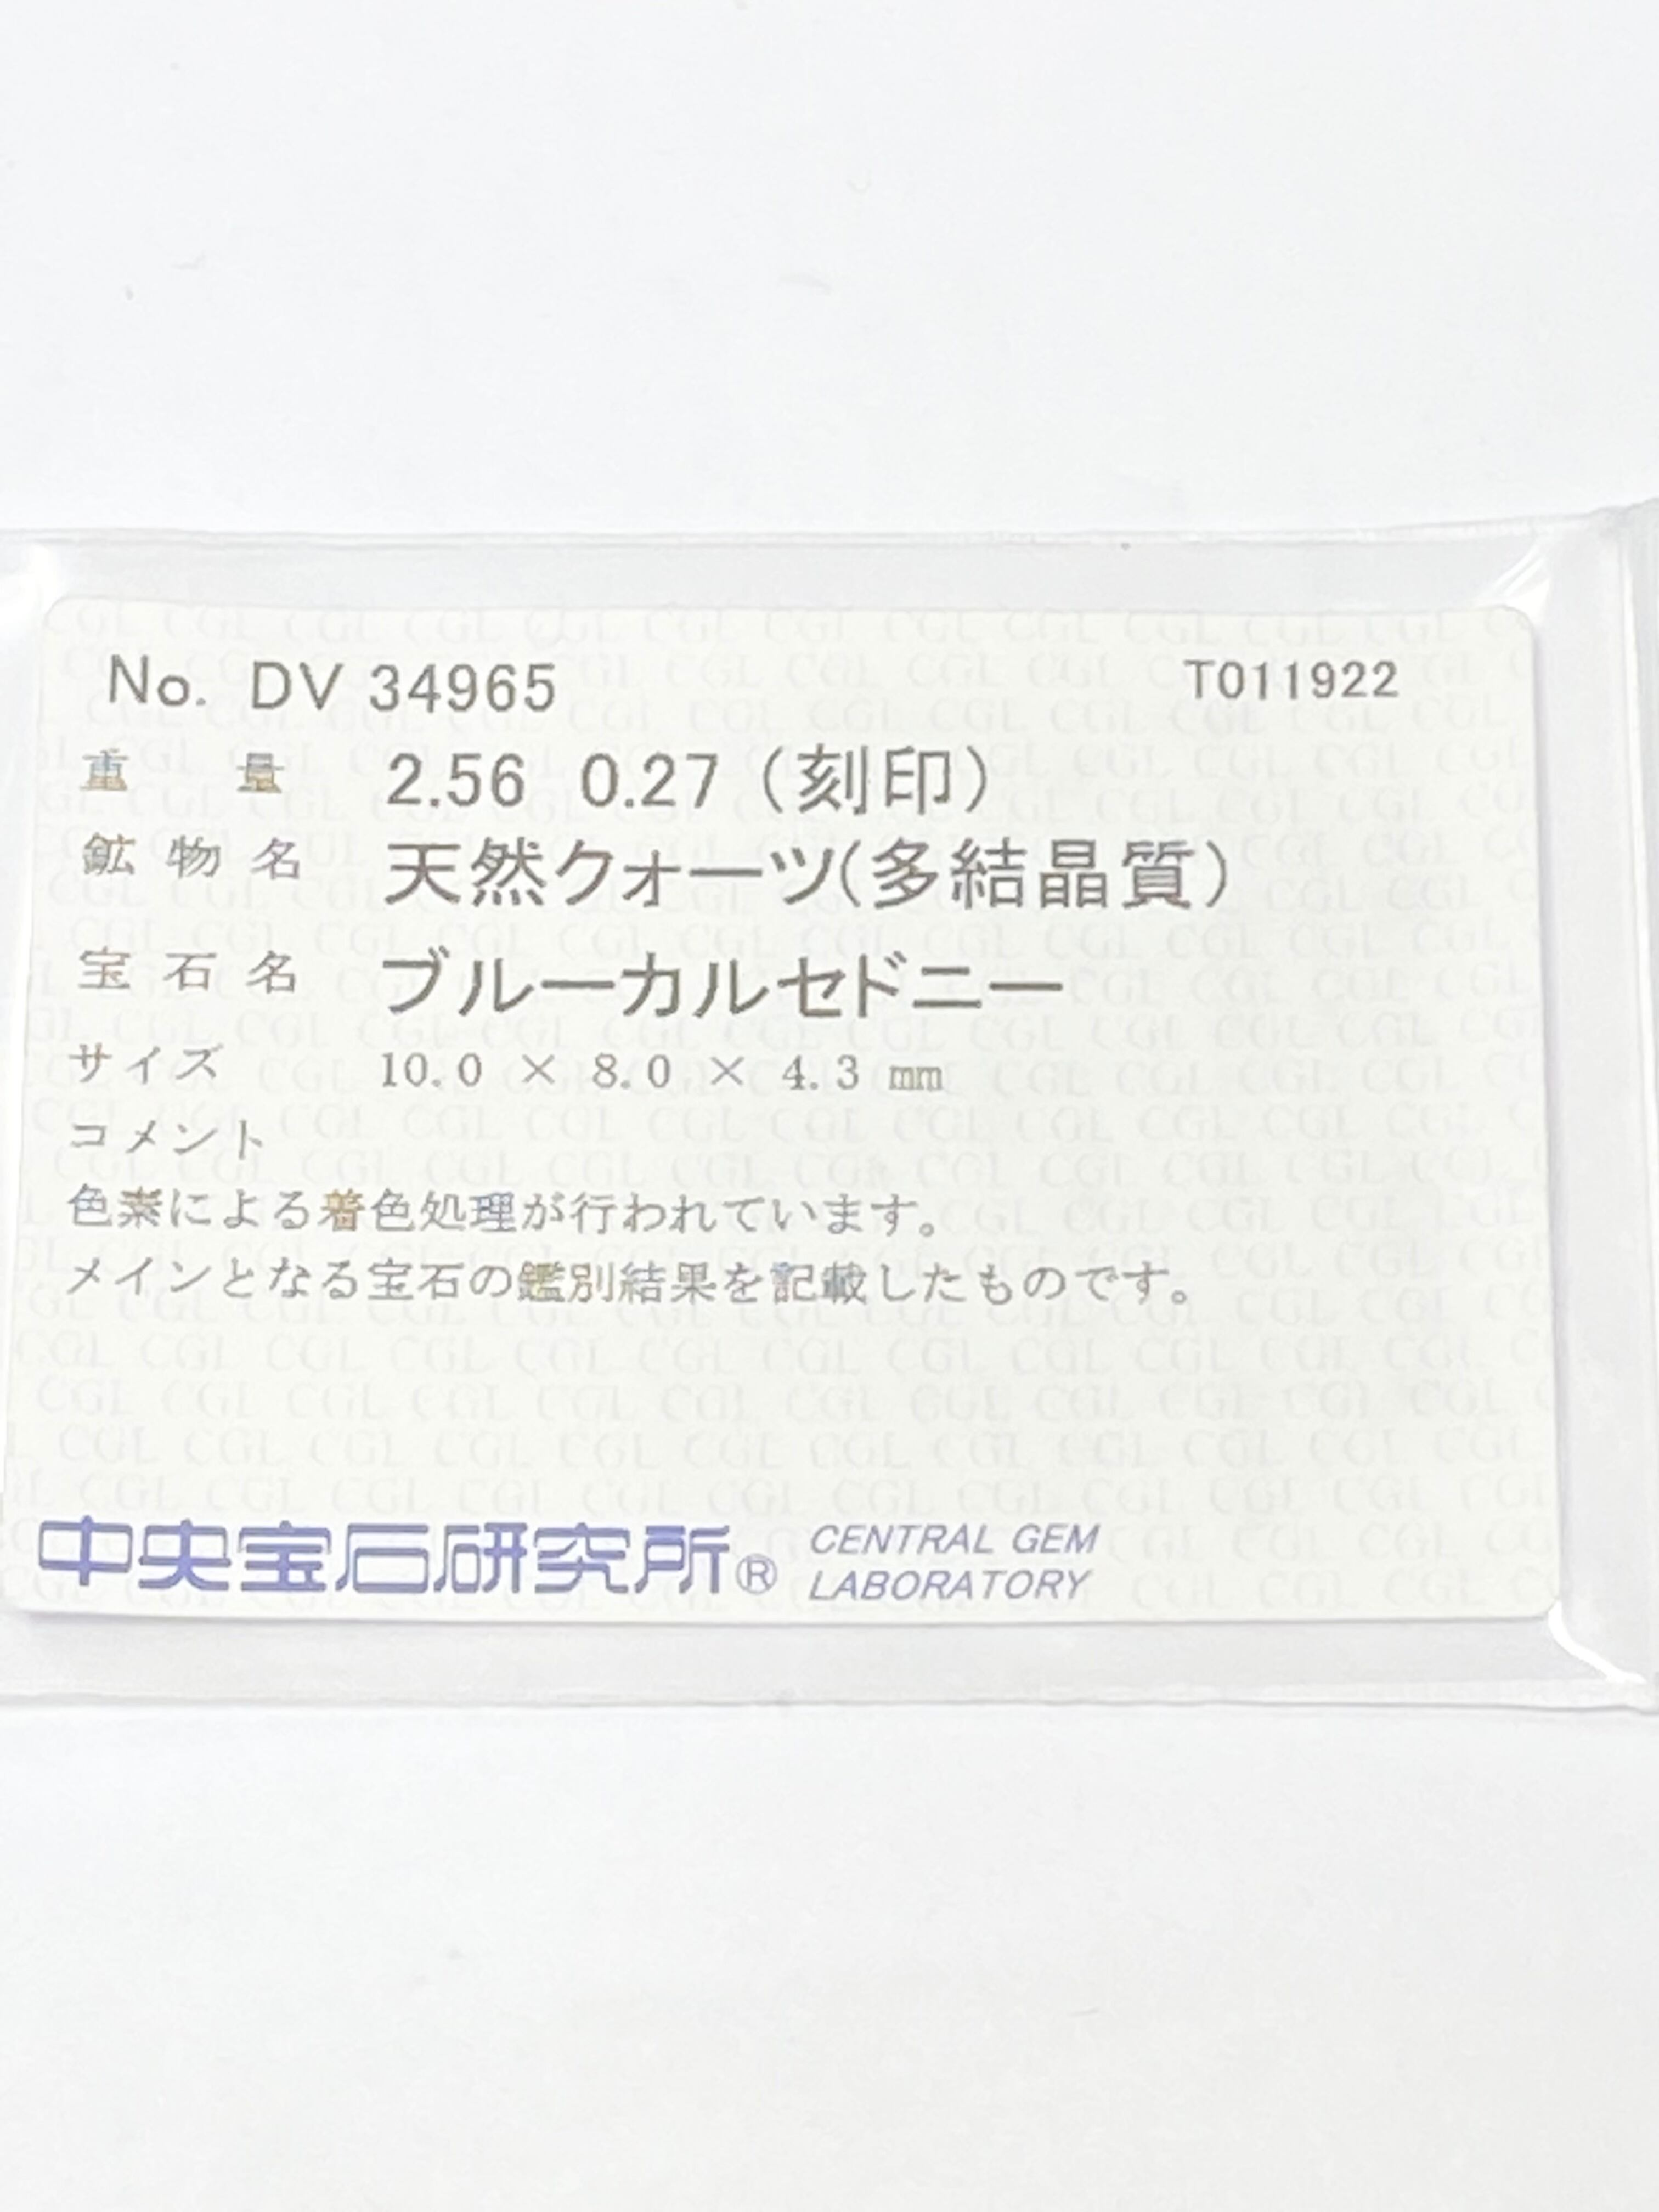 No. DV 34965 T011922
重量 2.56 0.27 (刻印)
鉱物名 天然クォーツ(多結晶質)
宝石名 ブルーカルセドニー
サイズ 10.0 × 8.0 × 4.3 mm
コメント
色素による着色処理が行われています。
メインとなる宝石の鑑別結果を記載したものです。
中央宝石研究所® CENTRAL GEM
LABORATORY